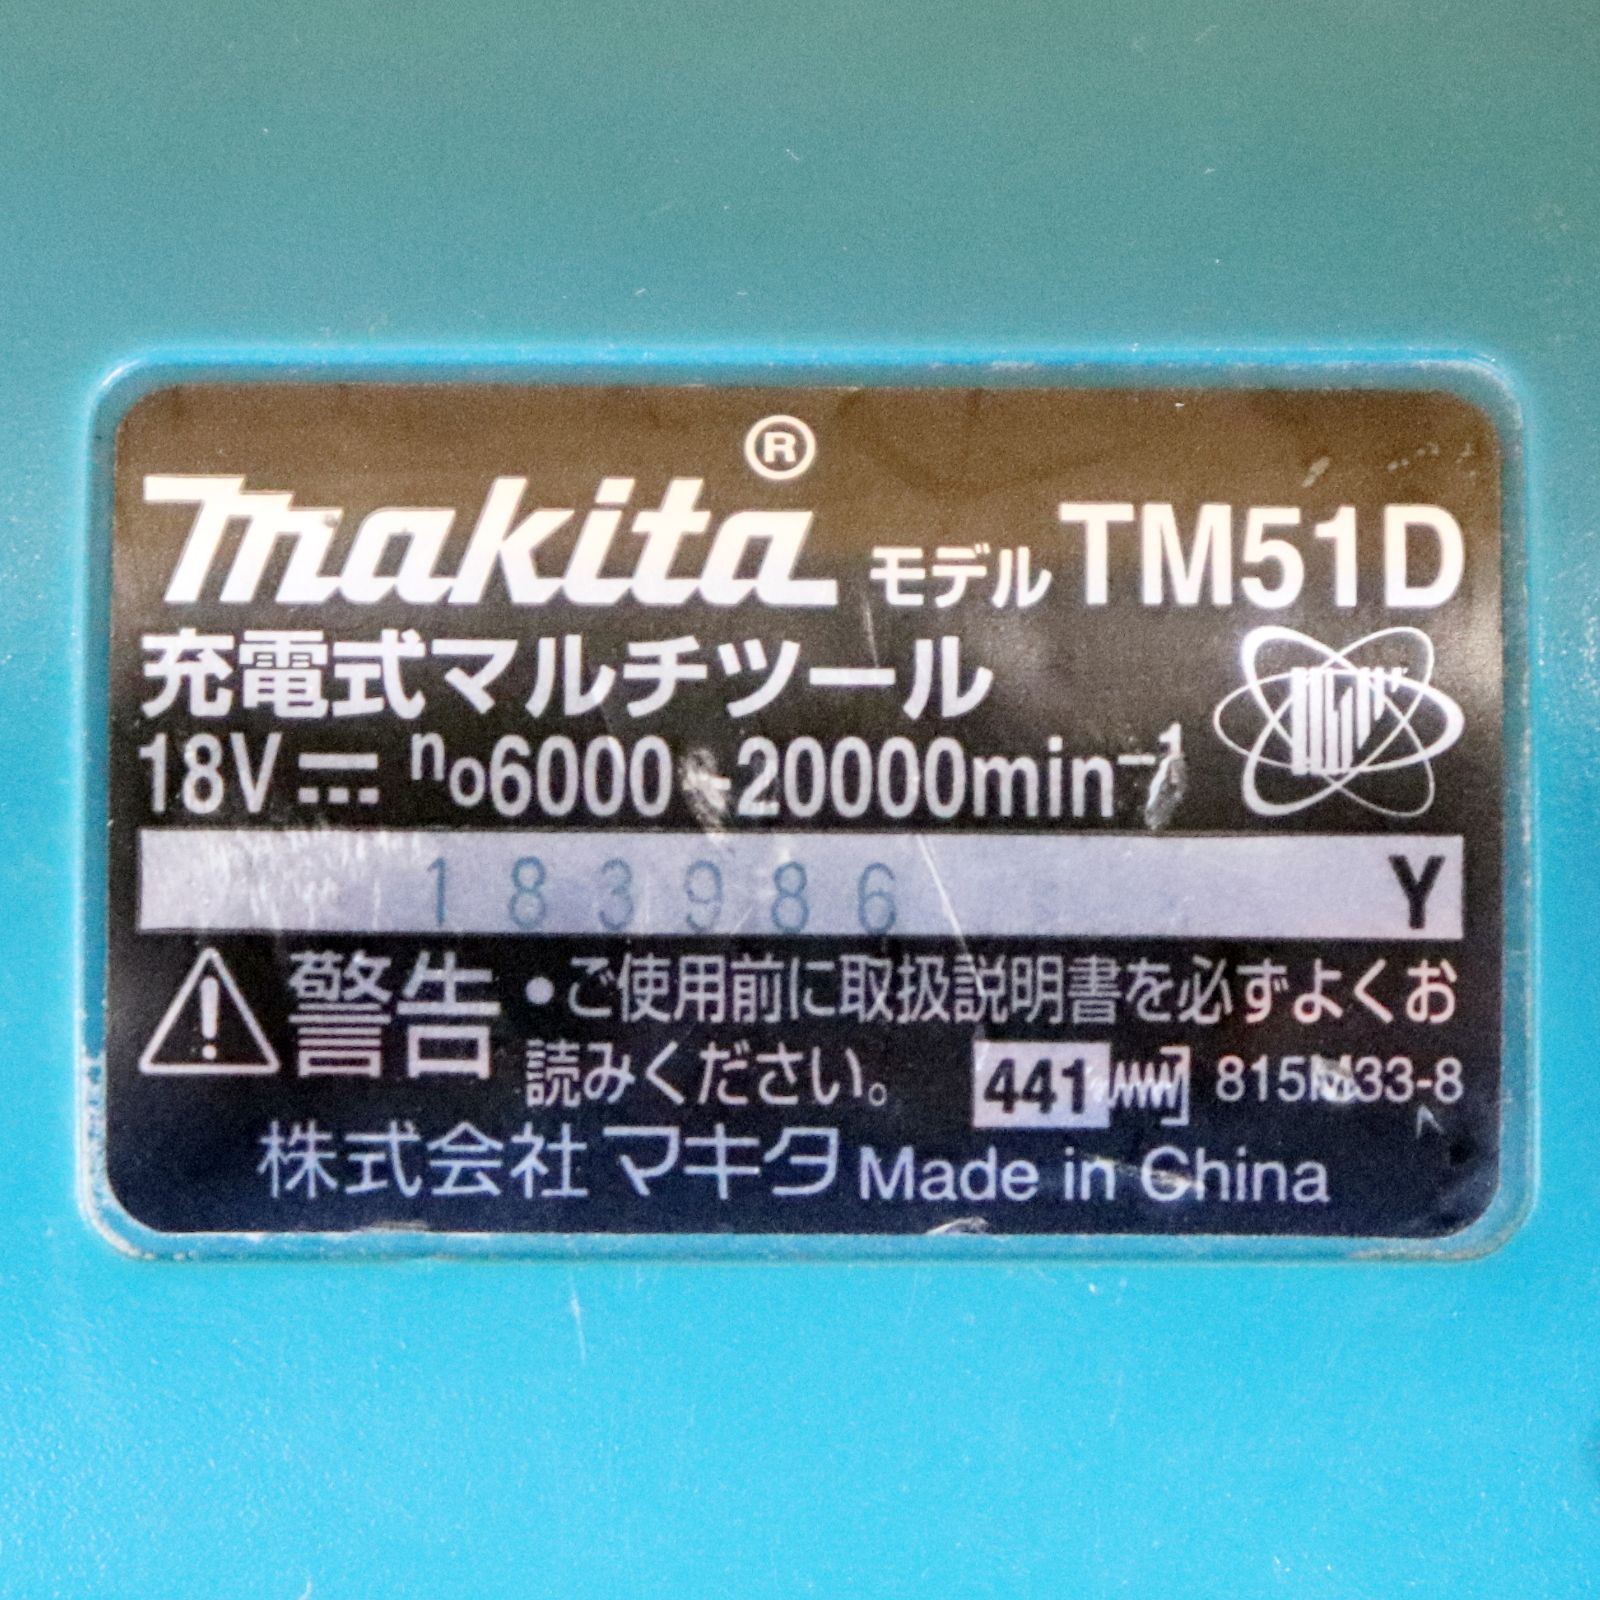 makita® モデル TM51D
充電式マルチツール
18V n₀6000-20000min⁻¹
183986 Y
警告 ・ご使用前に取扱説明書を必ずよくお
読みください。 441 815M33-8
株式会社マキタ Made in China